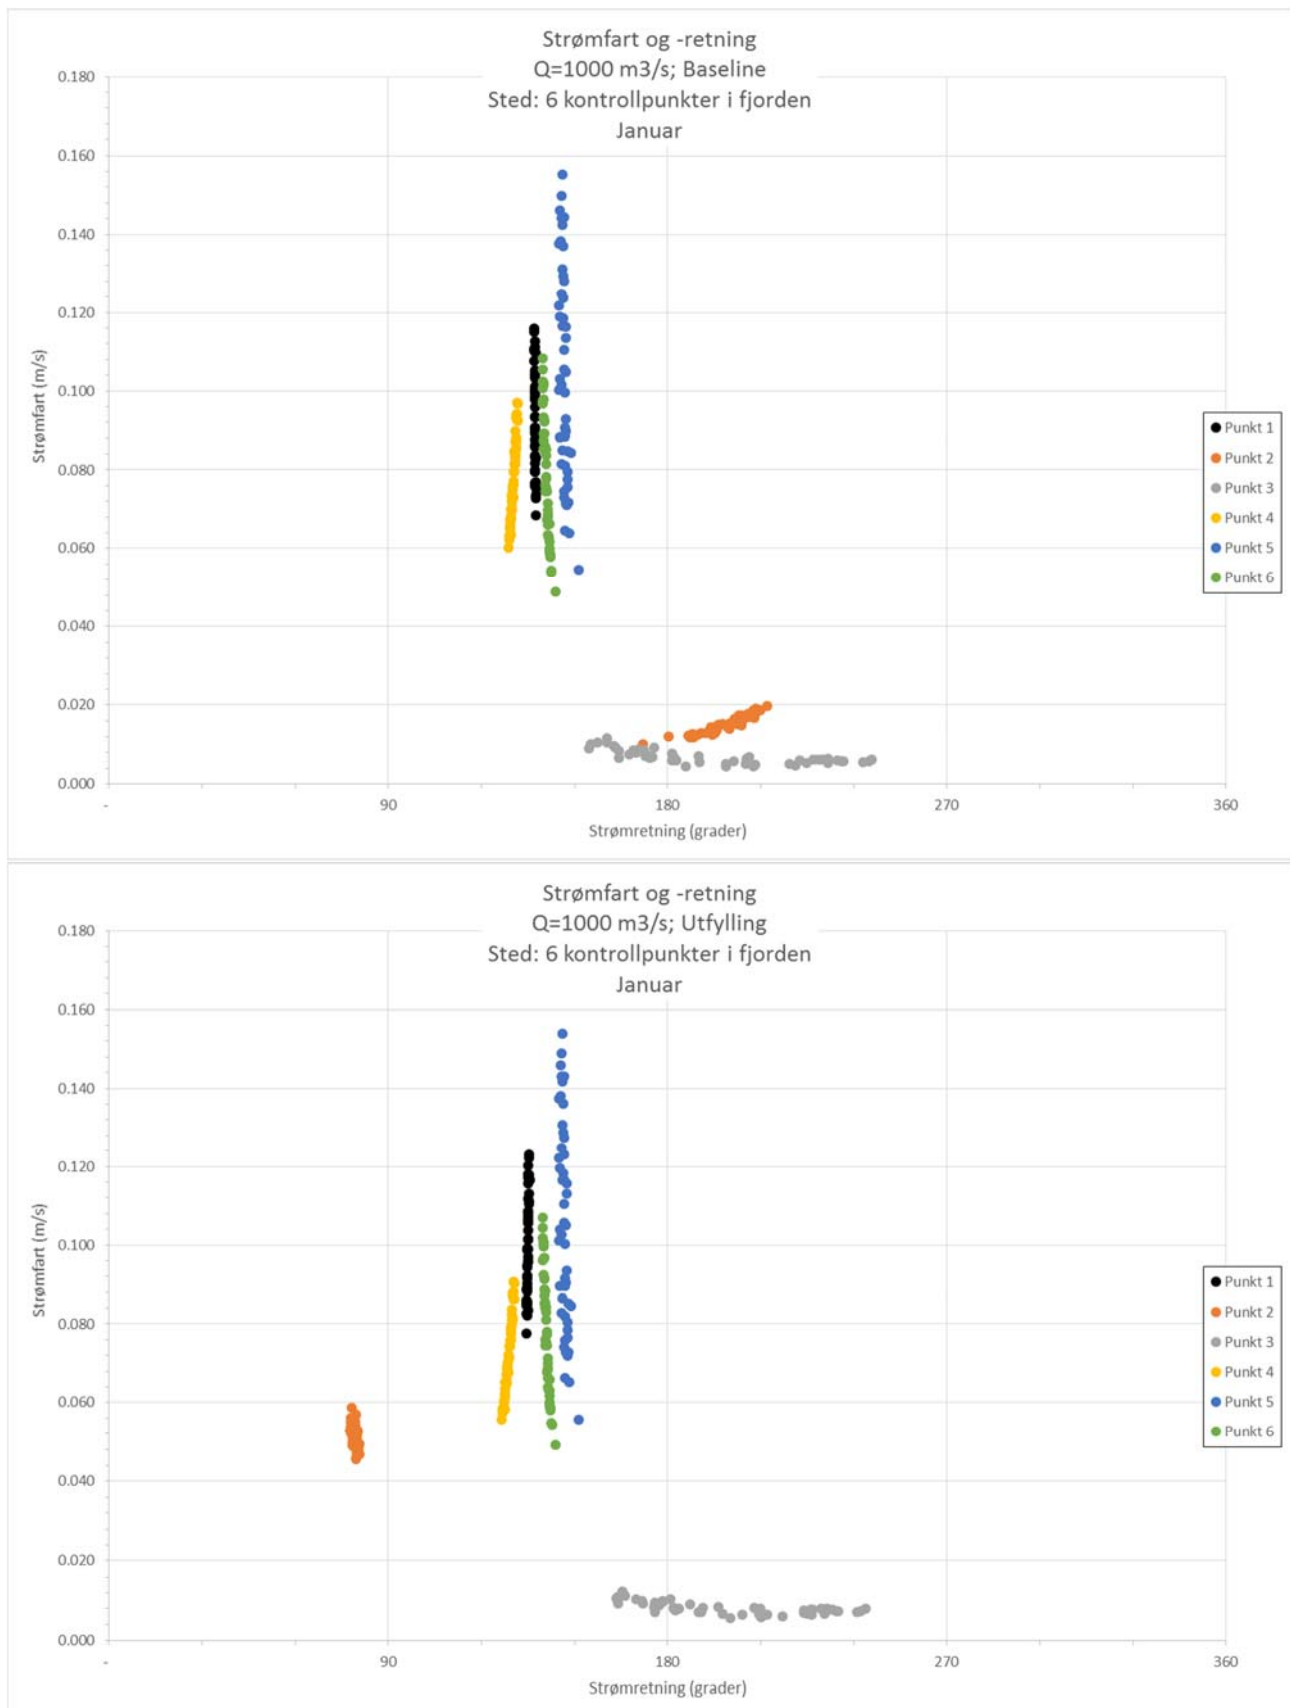 Strømfart og -retning
Q=1000 m3/s; Baseline
Sted: 6 kontrollpunkter i fjorden
Januar
0.180
0.160
0.140
0.120
0.100
0.080
0.060
0.040
0.020
0.000
Strømfart (m/s)
-
90
180
270
360
Strømretning (grader)
Punkt 1
Punkt 2
Punkt 3
Punkt 4
Punkt 5
Punkt 6
Strømfart og -retning
Q=1000 m3/s; Utfylling
Sted: 6 kontrollpunkter i fjorden
Januar
0.180
0.160
0.140
0.120
0.100
0.080
0.060
0.040
0.020
0.000
Strømfart (m/s)
-
90
180
270
360
Strømretning (grader)
Punkt 1
Punkt 2
Punkt 3
Punkt 4
Punkt 5
Punkt 6